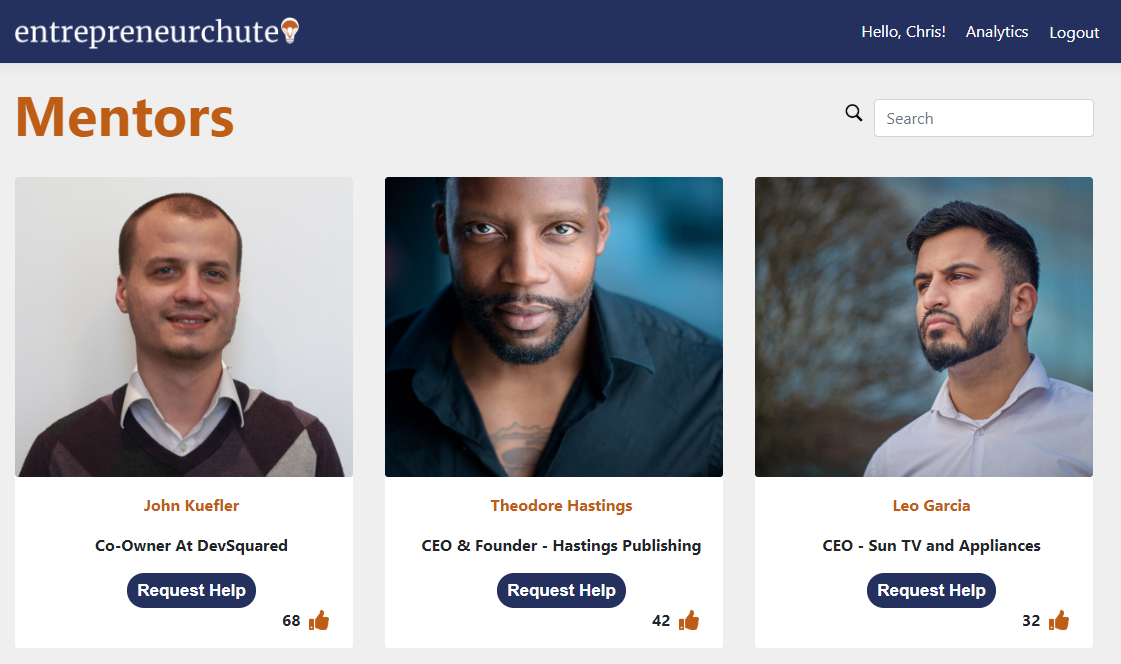 entrepreneurchute
Hello, Chris! Analytics Logout
Mentors
Search
John Kuefler
Co-Owner At DevSquared
Request Help
68
Theodore Hastings
CEO & Founder - Hastings Publishing
Request Help
42
Leo Garcia
CEO - Sun TV and Appliances
Request Help
32